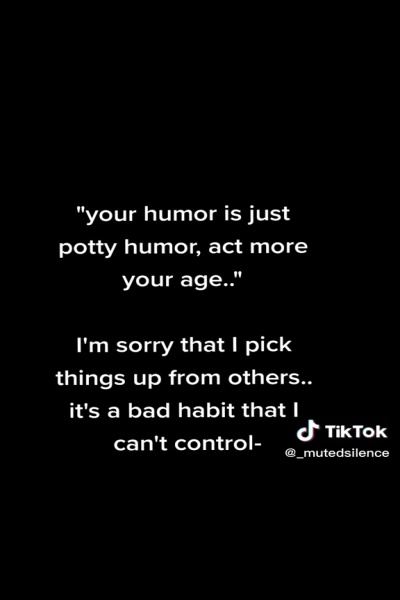 "your humor is just
potty humor, act more
your age.."
I'm sorry that I pick
things up from others..
it's a bad habit that I
can't control-
TikTok
@_mutedsilence